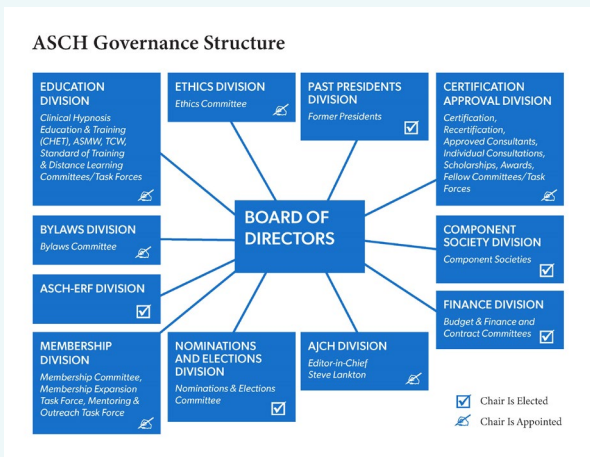 ASCH Governance Structure
EDUCATION
DIVISION
Clinical Hypnosis
Education & Training
(CHET), ASMW, TCW,
Standard of Training
& Distance Learning
Committees/Task Forces
ETHICS DIVISION
Ethics Committee
PAST PRESIDENTS
DIVISION
Former Presidents
CERTIFICATION
APPROVAL DIVISION
Certification,
Recertification,
Approved Consultants,
Individual Consultations,
Scholarships, Awards,
Fellow Committees/Task
Forces
BOARD OF
DIRECTORS
BYLAWS DIVISION
Bylaws Committee
COMPONENT
SOCIETY DIVISION
Component Societies
ASCH-ERF DIVISION
FINANCE DIVISION
Budget & Finance and
Contract Committees
MEMBERSHIP
DIVISION
Membership Committee,
Membership Expansion
Task Force, Mentoring &
Outreach Task Force
NOMINATIONS
AND ELECTIONS
DIVISION
Nominations & Elections
Committee
AJCH DIVISION
Editor-in-Chief
Steve Lankton
Chair Is Elected
Chair Is Appointed